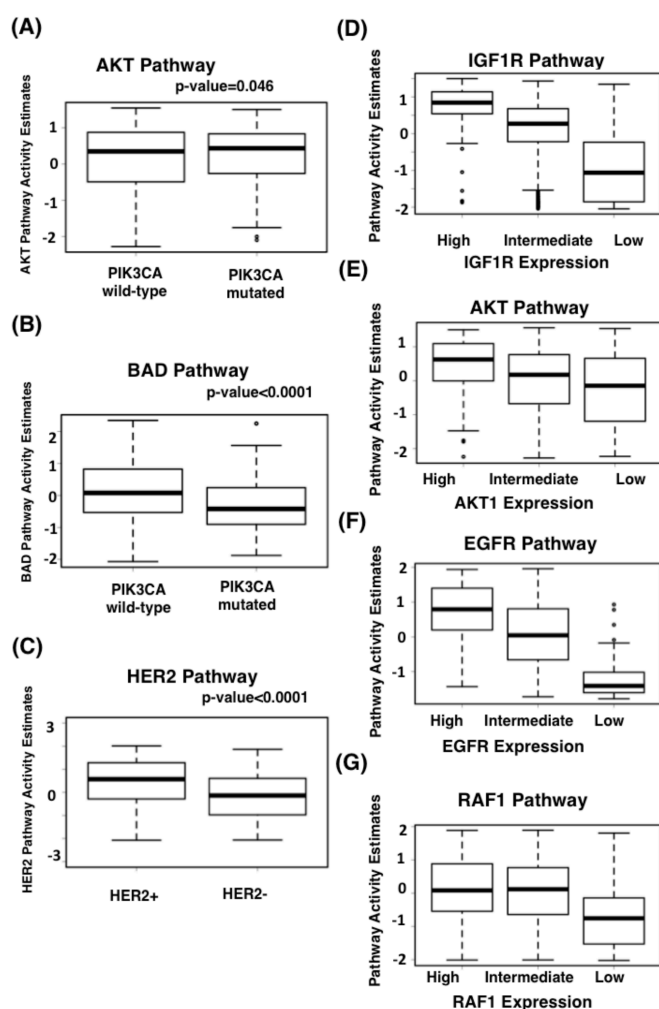 (A)
AKT Pathway
p-value=0.046
AKT Pathway Activity Estimates
1
0
-1
-2
PIK3CA wild-type
PIK3CA mutated
(B)
BAD Pathway
p-value<0.0001
BAD Pathway Activity Estimates
2
1
0
-1
-2
PIK3CA wild-type
PIK3CA mutated
(C)
HER2 Pathway
p-value<0.0001
HER2 Pathway Activity Estimates
3
0
-3
HER2+
HER2-
(D)
IGF1R Pathway
Pathway Activity Estimates
1
0
-1
-2
High Intermediate Low
IGF1R Expression
(E)
AKT Pathway
Pathway Activity Estimates
1
0
-1
-2
High Intermediate Low
AKT1 Expression
(F)
EGFR Pathway
Pathway Activity Estimates
2
1
0
-1
High Intermediate Low
EGFR Expression
(G)
RAF1 Pathway
Pathway Activity Estimates
2
1
0
-1
-2
High Intermediate Low
RAF1 Expression